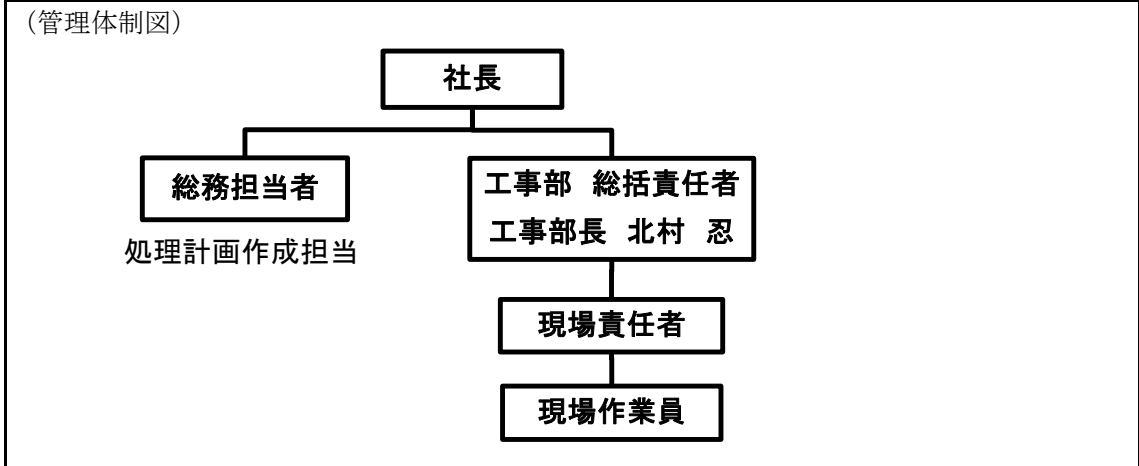 （管理体制図）
社長
総務担当者
処理計画作成担当
工事部 総括責任者
工事部長 北村 忍
現場責任者
現場作業員